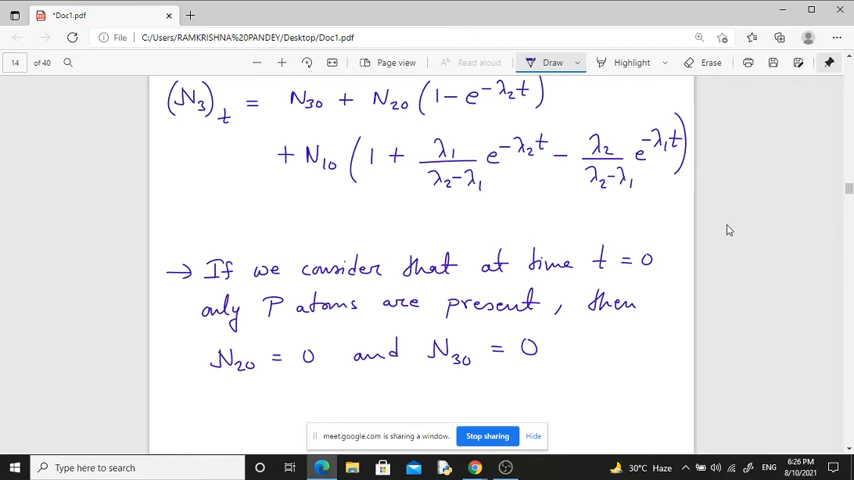 *Doc1.pdf
File C:/Users/RAMKRISHNA%20PANDEY/Desktop/Doc1.pdf
14 of 40 Page view Read aloud Draw Highlight Erase
(N₃)ₜ = N₃₀ + N₂₀ (1 - e^{-λ₂t})
+ N₁₀ (1 + \frac{λ₁}{λ₂-λ₁} e^{-λ₂t} - \frac{λ₂}{λ₂-λ₁} e^{-λ₁t})
→ If we consider that at time t = 0
only P atoms are present, then
N₂₀ = 0 and N₃₀ = 0
meet.google.com is sharing a window. Stop sharing Hide
Type here to search 30°C Haze ENG 6:26 PM
8/10/2021